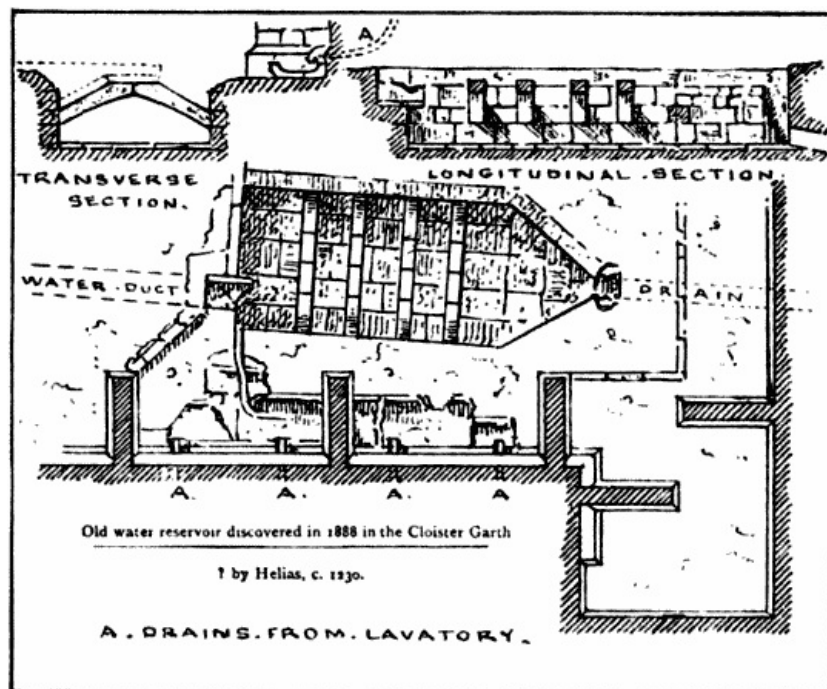 A
TRANSVERSE
SECTION.
LONGITUDINAL.SECTION
WATER.DUCT
DRAIN
A. A. A. A
Old water reservoir discovered in 1888 in the Cloister Garth
? by Helias, c. 1230.
A. DRAINS.FROM.LAVATORY.